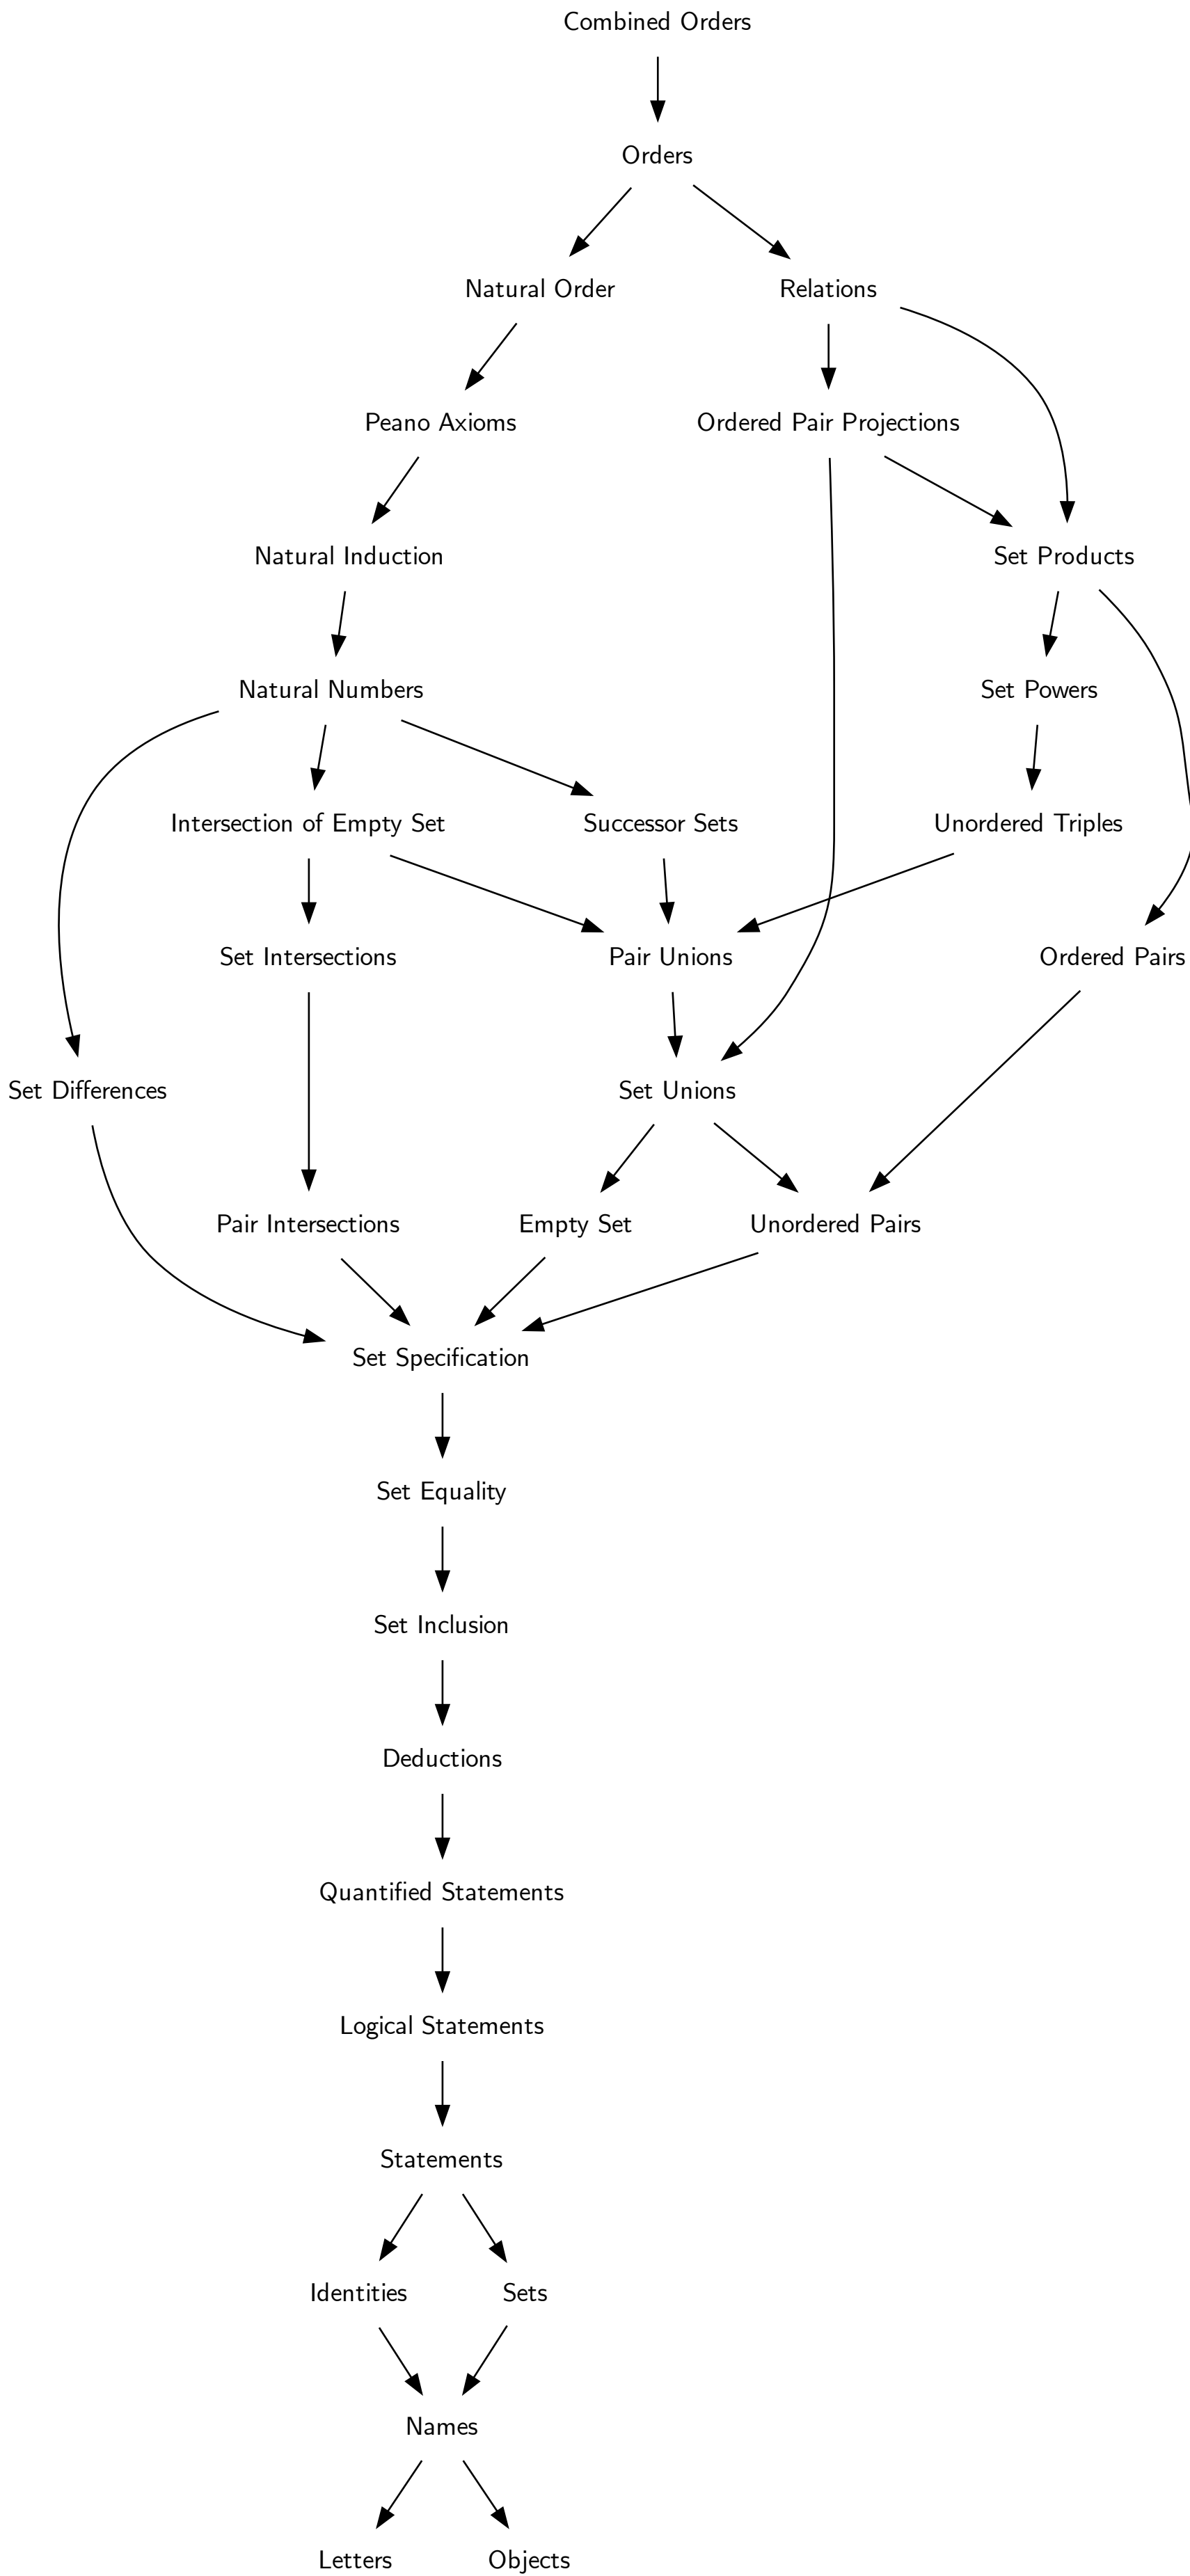 Combined Orders
Orders
Natural Order
Relations
Peano Axioms
Ordered Pair Projections
Natural Induction
Set Products
Natural Numbers
Set Powers
Intersection of Empty Set
Successor Sets
Unordered Triples
Set Intersections
Pair Unions
Ordered Pairs
Set Differences
Set Unions
Pair Intersections
Empty Set
Unordered Pairs
Set Specification
Set Equality
Set Inclusion
Deductions
Quantified Statements
Logical Statements
Statements
Identities
Sets
Names
Letters
Objects